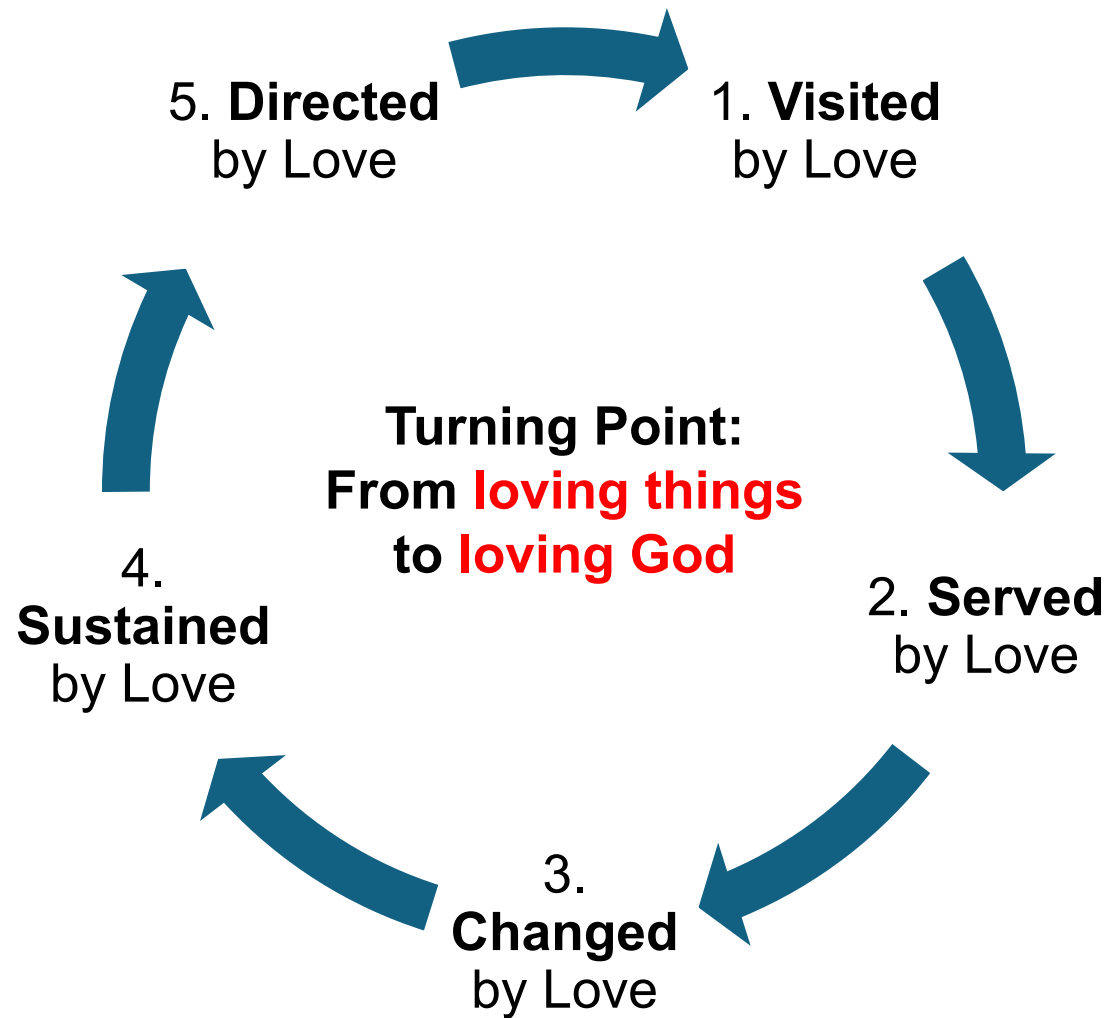 5. Directed
by Love
1. Visited
by Love
Turning Point:
From loving things
to loving God
4.
Sustained
by Love
2. Served
by Love
3.
Changed
by Love